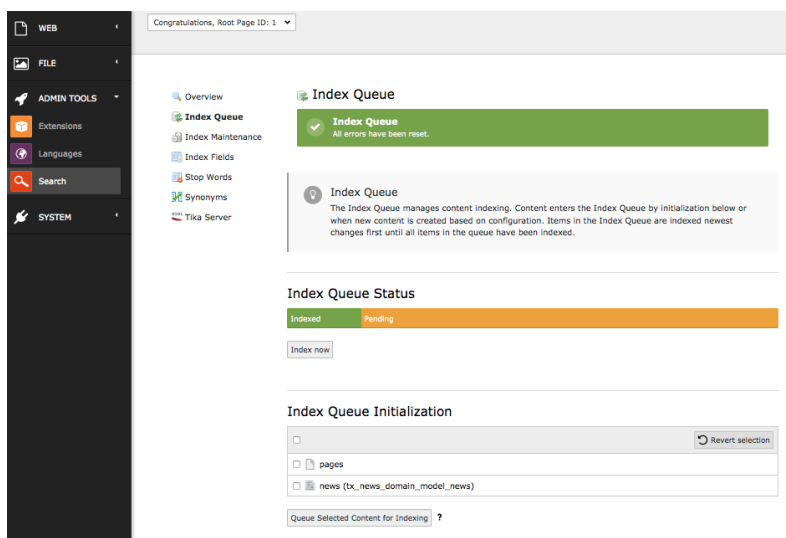 Congratulations, Root Page ID: 1
WEB
FILE
ADMIN TOOLS
Extensions
Languages
Search
SYSTEM
Overview
Index Queue
Index Maintenance
Index Fields
Stop Words
Synonyms
Tika Server
Index Queue
Index Queue
All errors have been reset.
Index Queue
The Index Queue manages content indexing. Content enters the Index Queue by initialization below or
when new content is created based on configuration. Items in the Index Queue are indexed newest
changes first until all items in the queue have been indexed.
Index Queue Status
Indexed Pending
Index now
Index Queue Initialization
Revert selection
pages
news (tx_news_domain_model_news)
Queue Selected Content for Indexing ?